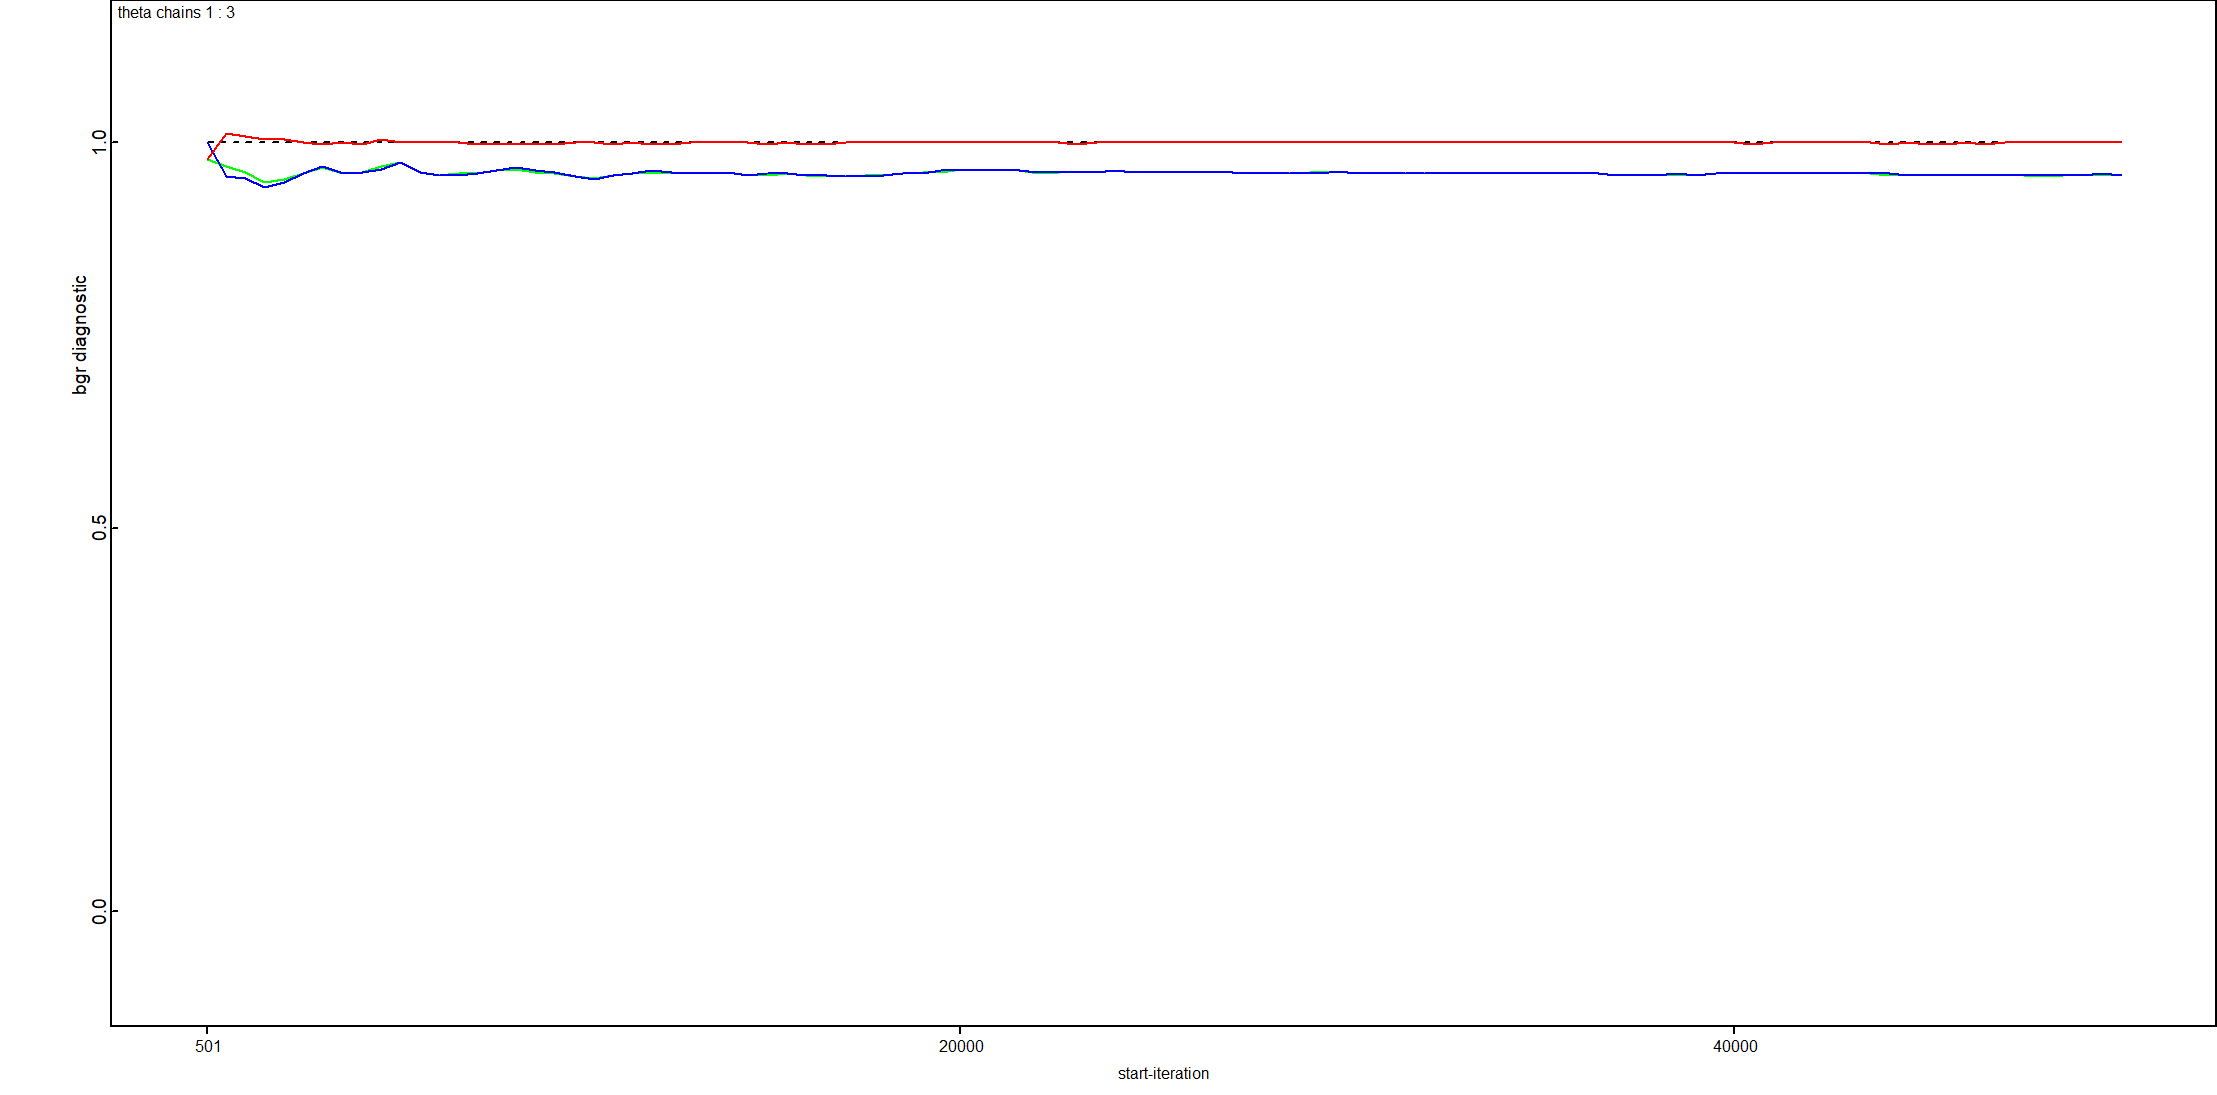 theta chains 1 : 3
bgr diagnostic
1.0
0.5
0.0
501
20000
40000
start-iteration